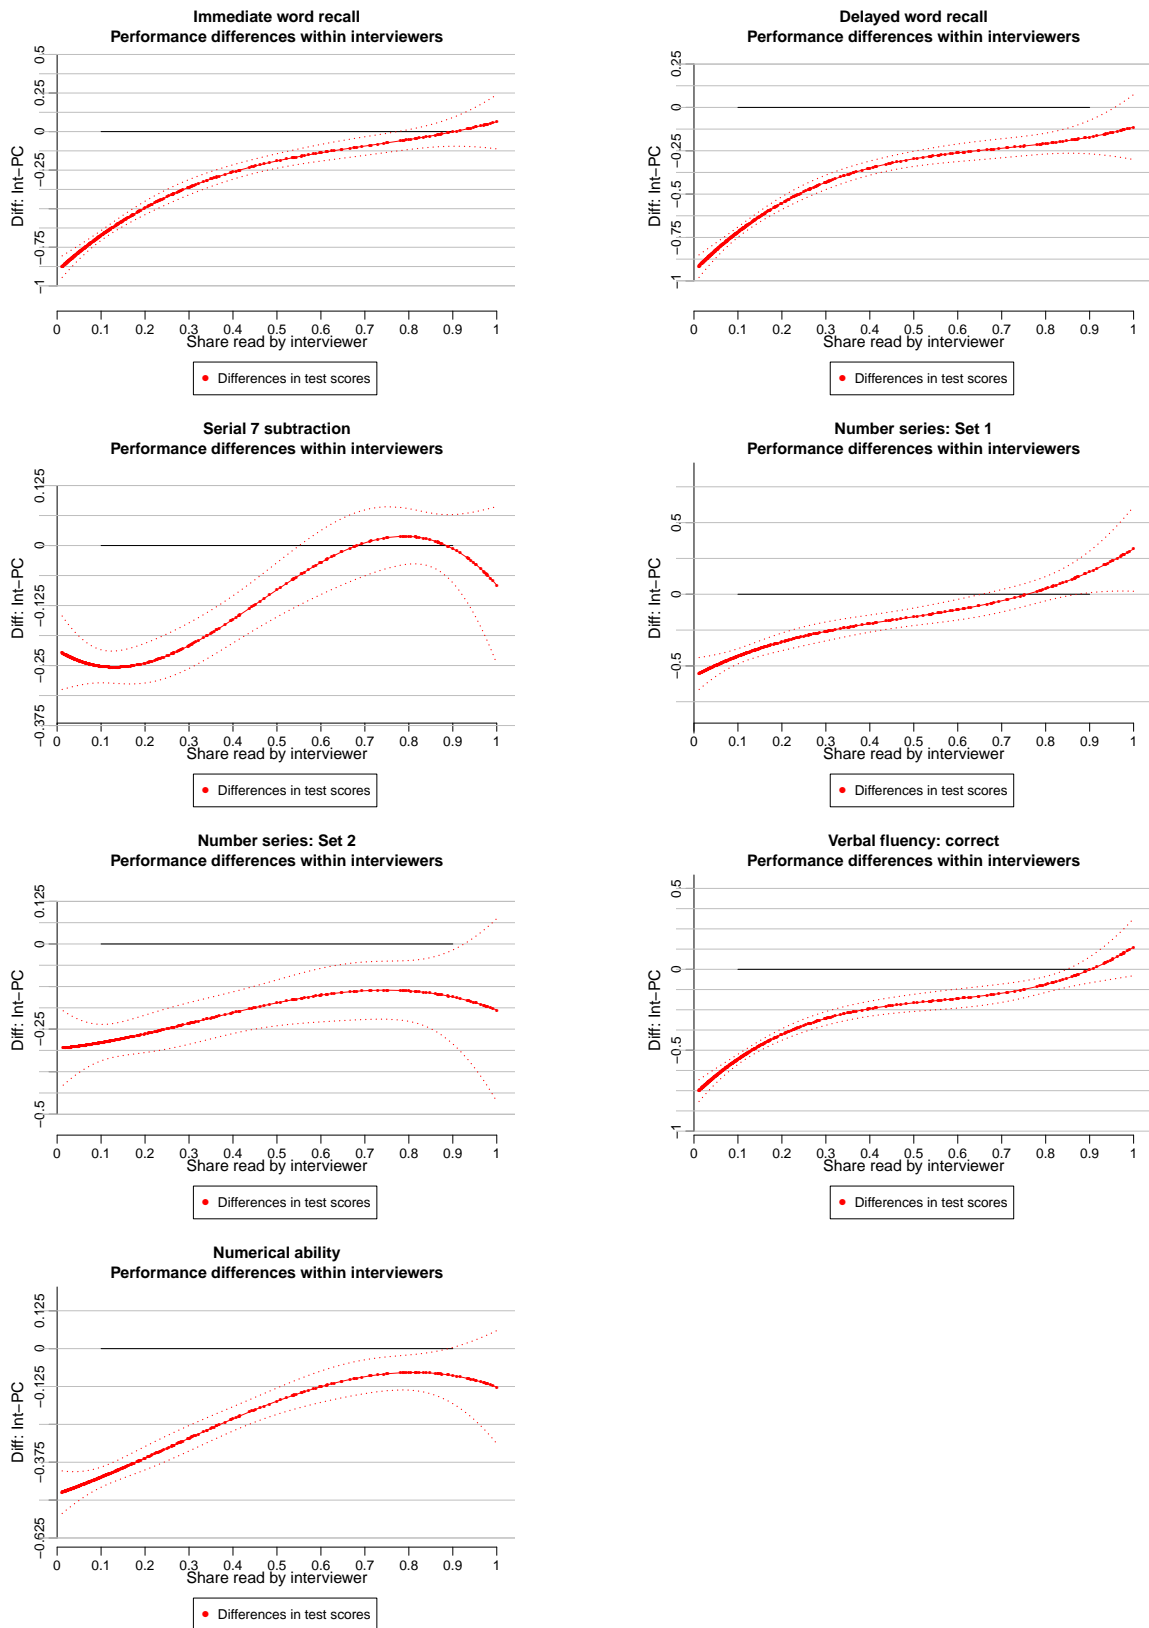 Immediate word recall
Performance differences within interviewers
Diff: Int−PC
0.5
0.25
0
−0.25
−0.75
−1
0 0.1 0.2 0.3 0.4 0.5 0.6 0.7 0.8 0.9 1
Share read by interviewer
Differences in test scores
Delayed word recall
Performance differences within interviewers
Diff: Int−PC
0.25
0
−0.25
−0.5
−0.75
−1
0 0.1 0.2 0.3 0.4 0.5 0.6 0.7 0.8 0.9 1
Share read by interviewer
Differences in test scores
Serial 7 subtraction
Performance differences within interviewers
Diff: Int−PC
0.125
0
−0.125
−0.25
−0.375
0 0.1 0.2 0.3 0.4 0.5 0.6 0.7 0.8 0.9 1
Share read by interviewer
Differences in test scores
Number series: Set 1
Performance differences within interviewers
Diff: Int−PC
0.5
0
−0.5
0 0.1 0.2 0.3 0.4 0.5 0.6 0.7 0.8 0.9 1
Share read by interviewer
Differences in test scores
Number series: Set 2
Performance differences within interviewers
Diff: Int−PC
0.125
0
−0.25
−0.5
0 0.1 0.2 0.3 0.4 0.5 0.6 0.7 0.8 0.9 1
Share read by interviewer
Differences in test scores
Verbal fluency: correct
Performance differences within interviewers
Diff: Int−PC
0.5
0
−0.5
−1
0 0.1 0.2 0.3 0.4 0.5 0.6 0.7 0.8 0.9 1
Share read by interviewer
Differences in test scores
Numerical ability
Performance differences within interviewers
Diff: Int−PC
0.125
0
−0.125
−0.375
−0.625
0 0.1 0.2 0.3 0.4 0.5 0.6 0.7 0.8 0.9 1
Share read by interviewer
Differences in test scores